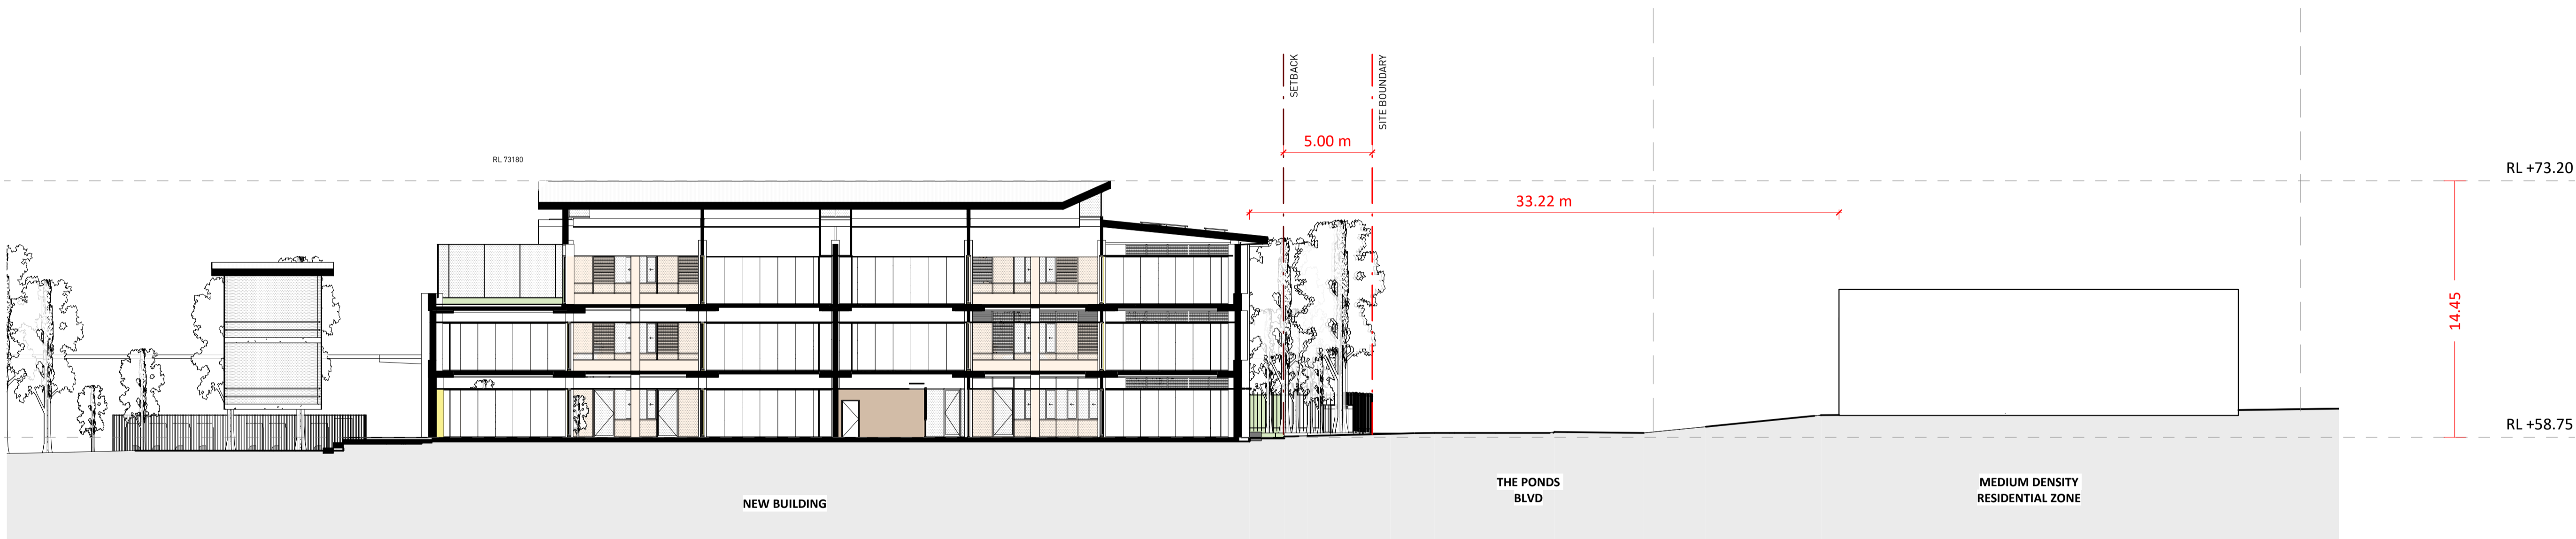 SETBACK
SITE BOUNDARY
5.00 m
RL 73180
RL +73.20
33.22 m
14.45
RL +58.75
NEW BUILDING
THE PONDS
BLVD
MEDIUM DENSITY
RESIDENTIAL ZONE